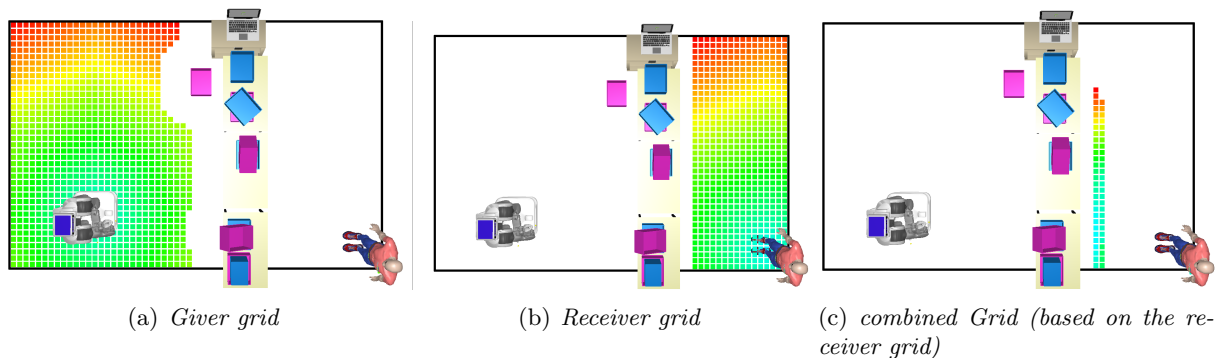 (a) Giver grid
(b) Receiver grid
(c) combined Grid (based on the re-
ceiver grid)